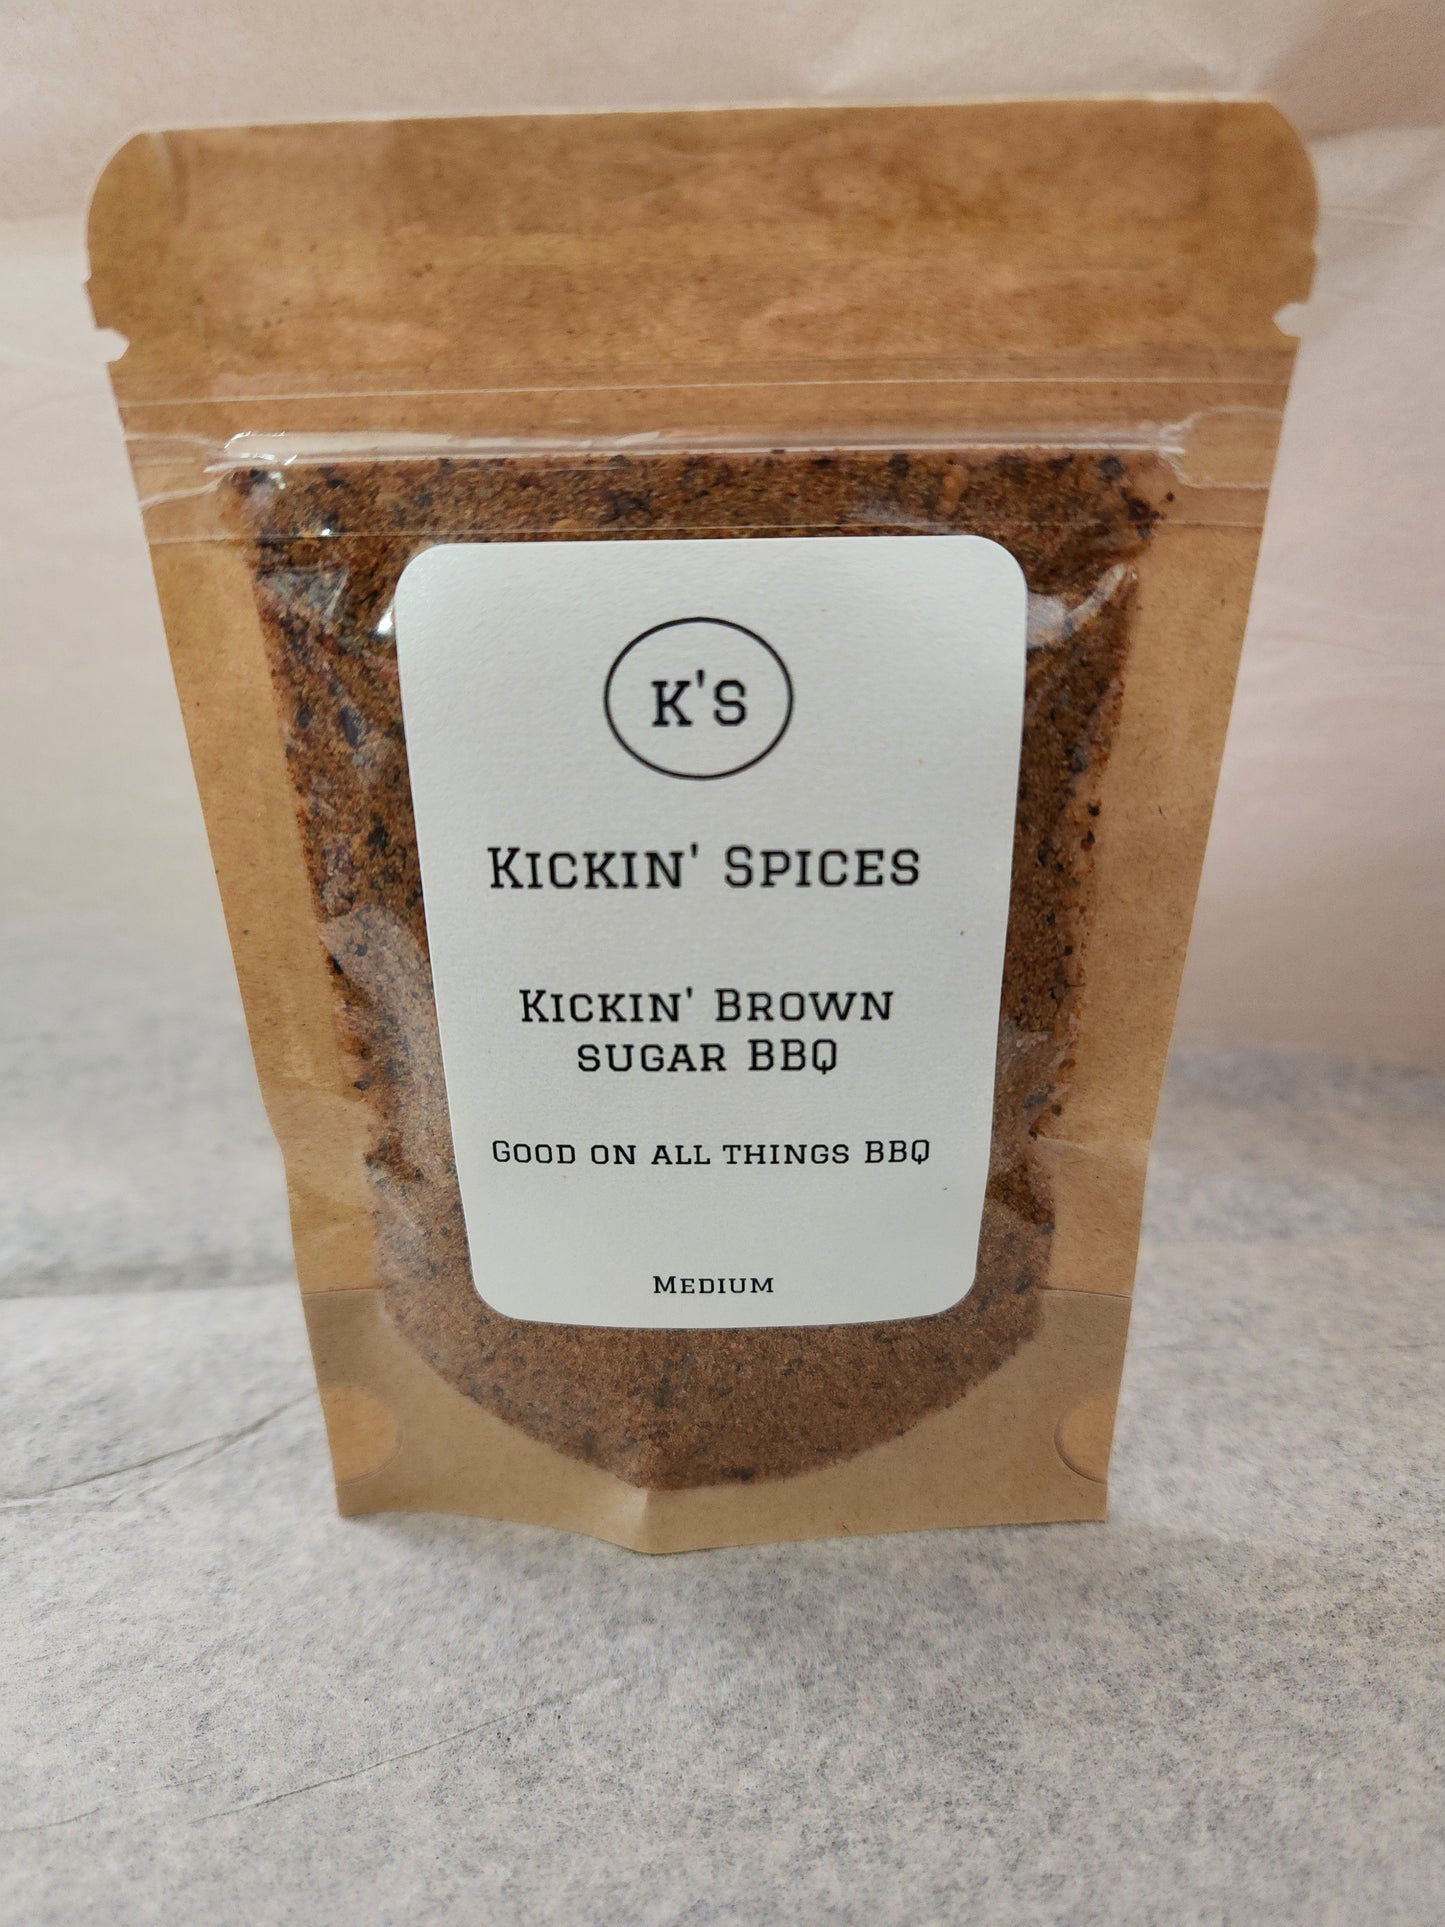 K'S
Kickin' Spices
Kickin' Brown
sugar BBQ
Good on all things BBQ
Medium